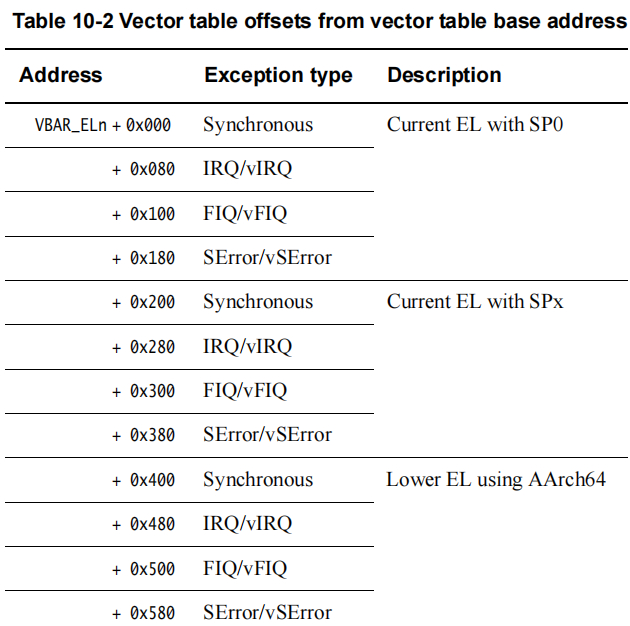 Table 10-2 Vector table offsets from vector table base address
Address Exception type Description
VBAR_ELn + 0x000 Synchronous Current EL with SP0
+ 0x080 IRQ/vIRQ
+ 0x100 FIQ/vFIQ
+ 0x180 SError/vSError
+ 0x200 Synchronous Current EL with SPx
+ 0x280 IRQ/vIRQ
+ 0x300 FIQ/vFIQ
+ 0x380 SError/vSError
+ 0x400 Synchronous Lower EL using AArch64
+ 0x480 IRQ/vIRQ
+ 0x500 FIQ/vFIQ
+ 0x580 SError/vSError